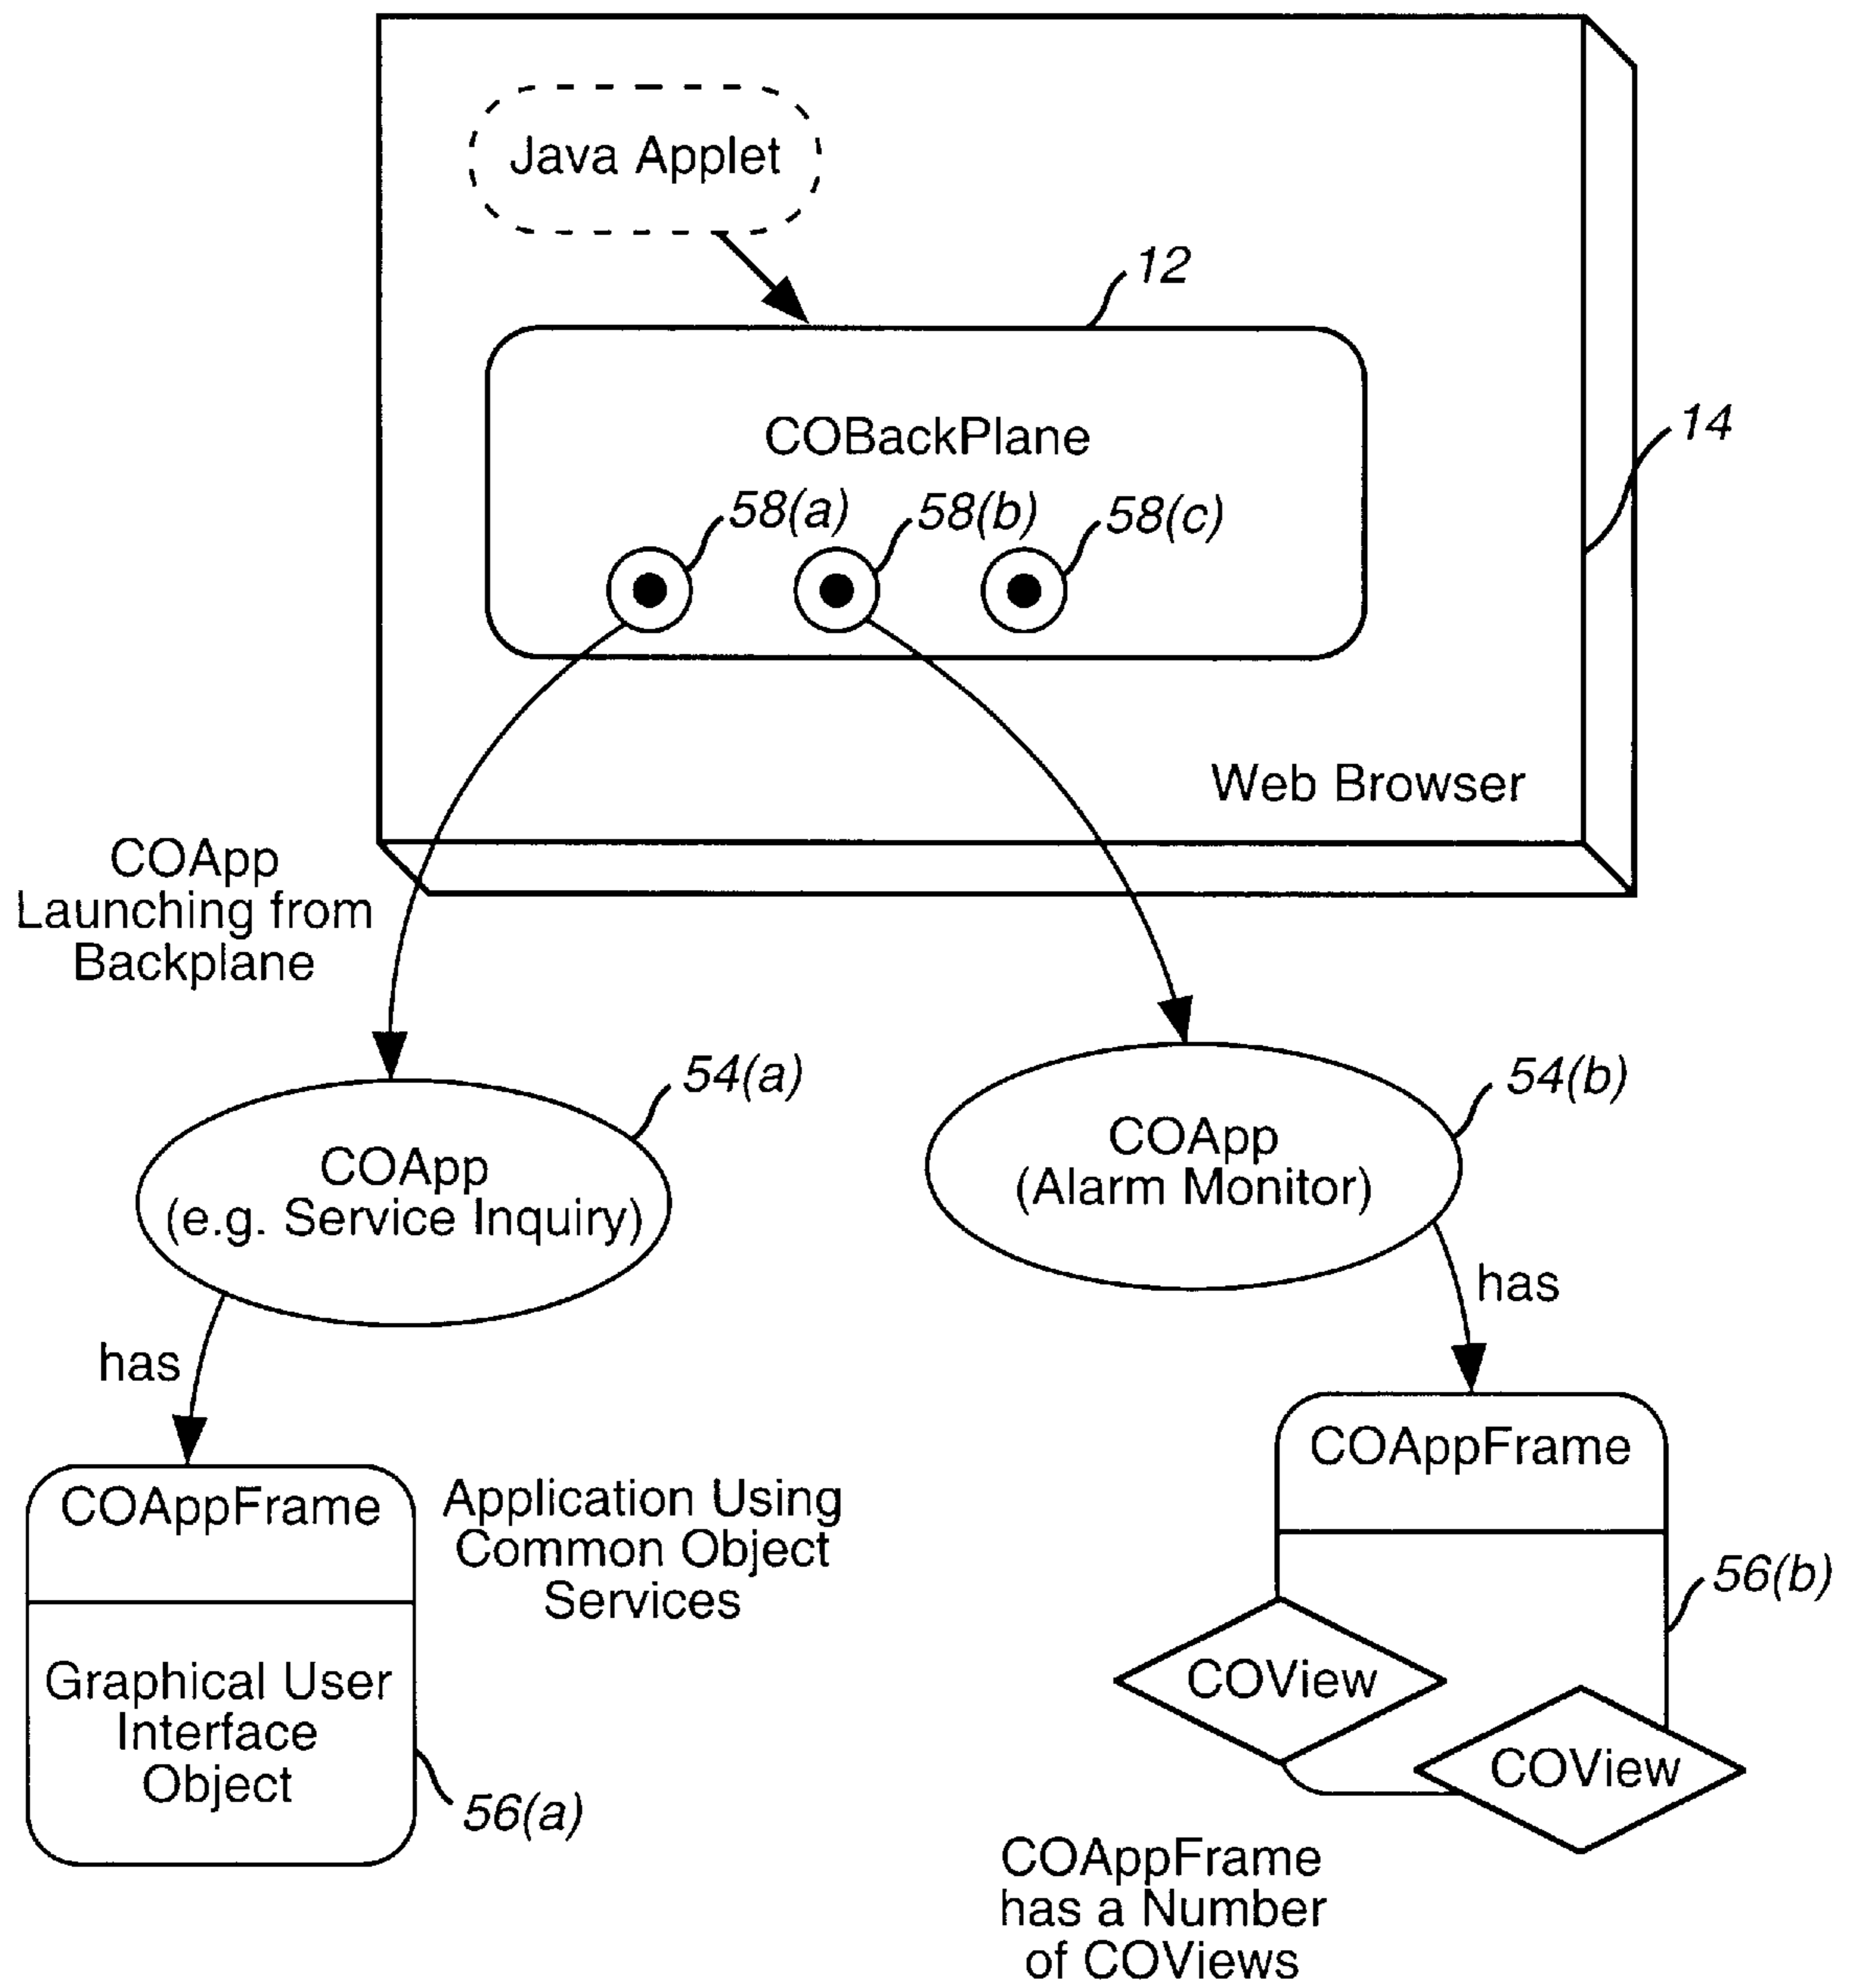 Java Applet
12
COBackPlane
14
58(a)
58(b)
58(c)
Web Browser
COApp
Launching from
Backplane
54(a)
COApp
(e.g. Service Inquiry)
54(b)
COApp
(Alarm Monitor)
has
has
COAppFrame
Graphical User
Interface
Object
56(a)
Application Using
Common Object
Services
COAppFrame
56(b)
COView
COView
COAppFrame
has a Number
of COViews